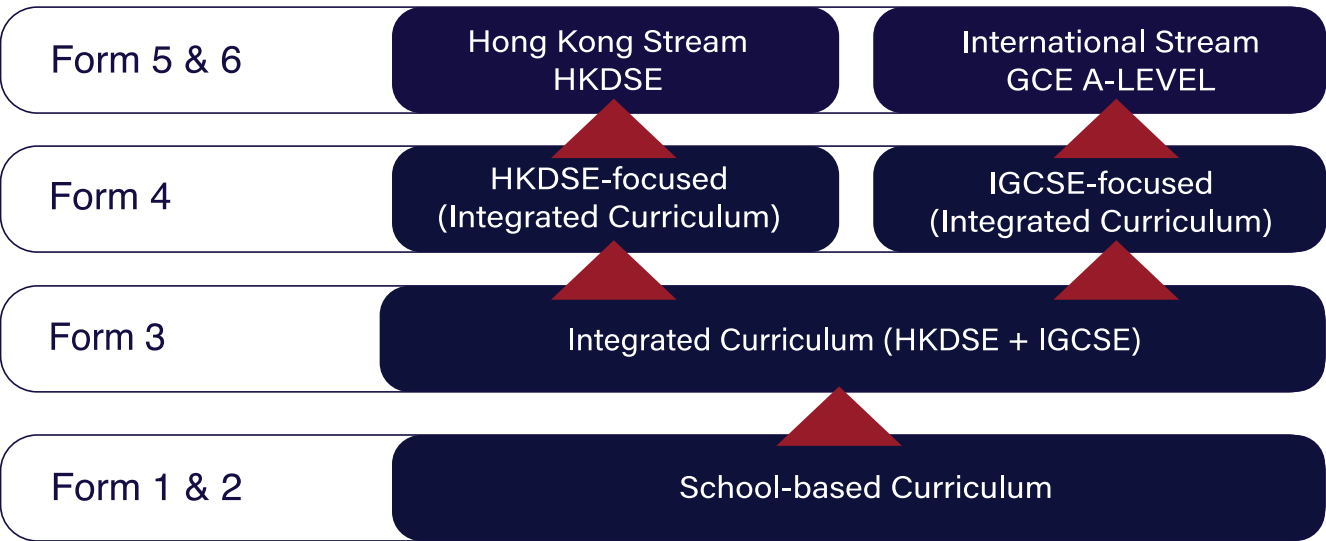 Form 5 & 6
Hong Kong Stream
HKDSE
International Stream
GCE A-LEVEL
Form 4
HKDSE-focused
(Integrated Curriculum)
IGCSE-focused
(Integrated Curriculum)
Form 3
Integrated Curriculum (HKDSE + IGCSE)
Form 1 & 2
School-based Curriculum